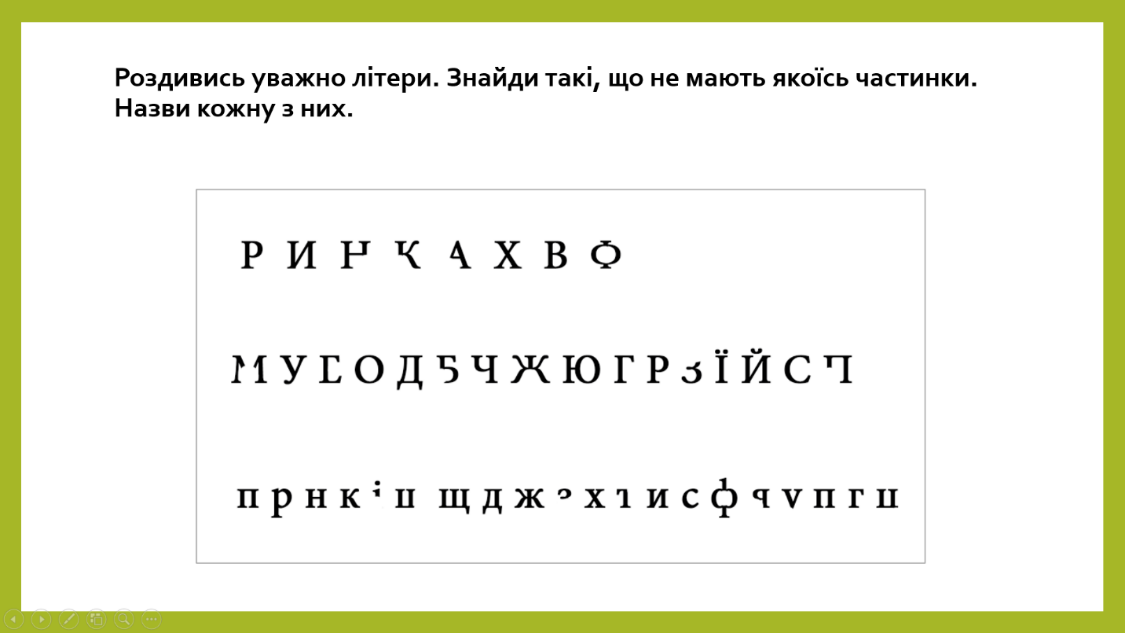 Роздивись уважно літери. Знайди такі, що не мають якоїсь частинки.
Назви кожну з них.
Р И Н К А Х В Ф
М У Е О Д Б Ч Ж Ю Г Р З Ї Й С П
п р н к і ц щ д ж з х т и с ф я у п г ц